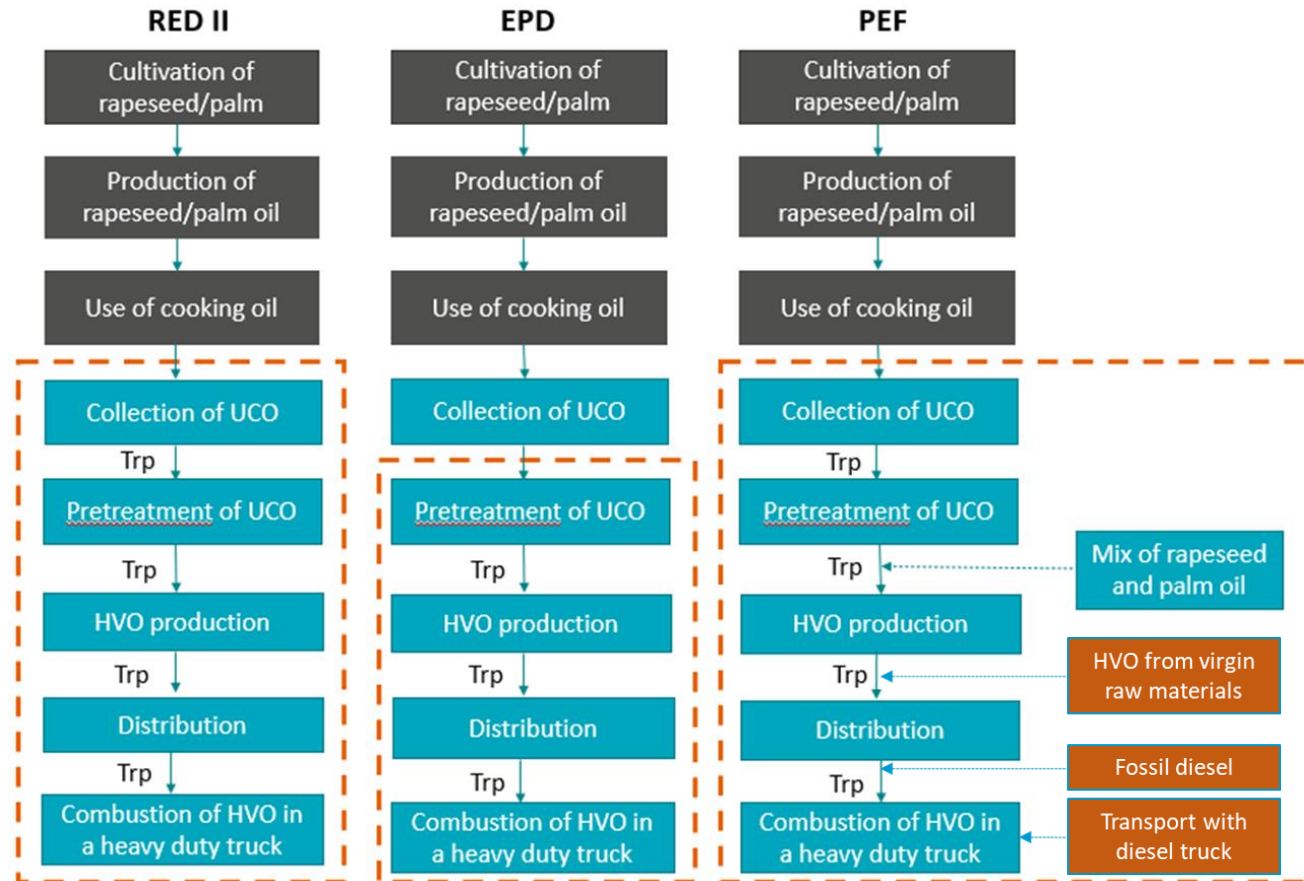 RED II
Cultivation of
rapeseed/palm
Production of
rapeseed/palm oil
Use of cooking oil
Collection of UCO
Trp
Pretreatment of UCO
Trp
HVO production
Trp
Distribution
Trp
Combustion of HVO in
a heavy duty truck
EPD
Cultivation of
rapeseed/palm
Production of
rapeseed/palm oil
Use of cooking oil
Collection of UCO
Pretreatment of UCO
Trp
HVO production
Trp
Distribution
Trp
Combustion of HVO in
a heavy duty truck
PEF
Cultivation of
rapeseed/palm
Production of
rapeseed/palm oil
Use of cooking oil
Collection of UCO
Trp
Pretreatment of UCO
Trp
HVO production
Trp
Distribution
Trp
Combustion of HVO in
a heavy duty truck
Mix of rapeseed
and palm oil
HVO from virgin
raw materials
Fossil diesel
Transport with
diesel truck